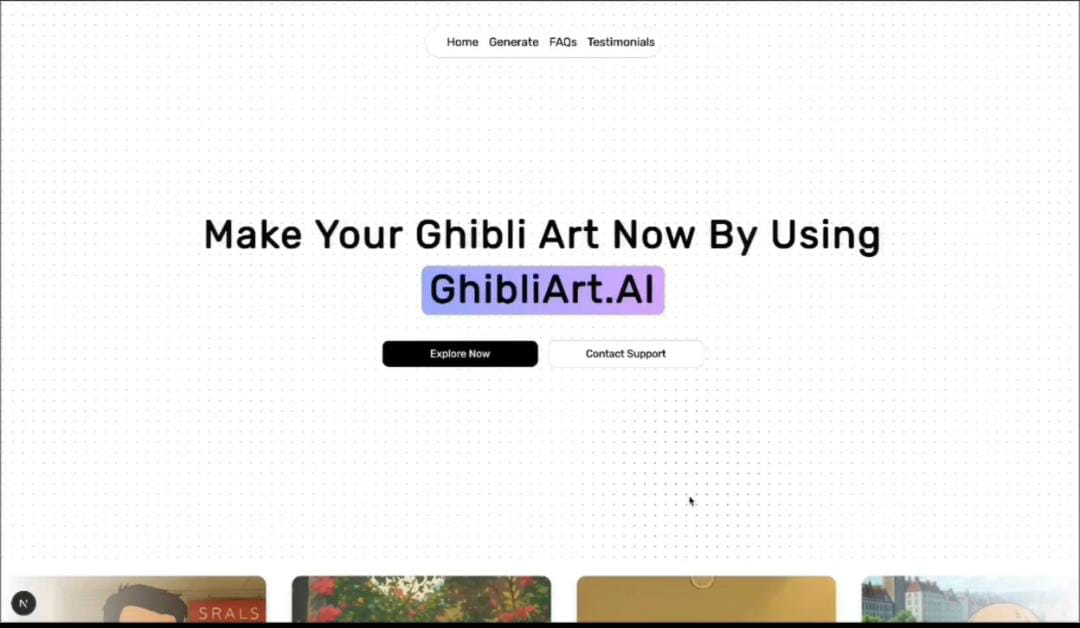 Home Generate FAQs Testimonials
Make Your Ghibli Art Now By Using
GhibliArt.AI
Explore Now Contact Support
SRALS
N